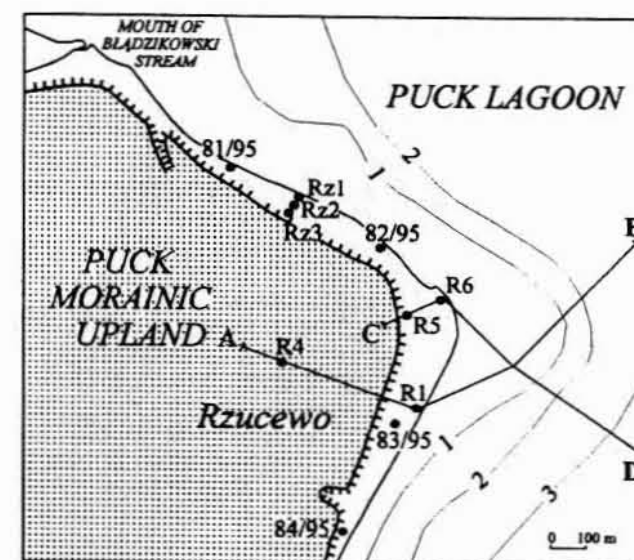 MOUTH OF
BŁĄDZIKOWSKI
STREAM
PUCK LAGOON
2
1
81/95
Rz1
Rz2
Rz3
82/95
PUCK
MORAINIC
UPLAND
R6
R5
C
A
R4
R1
Rzucewo
83/95
1
2
3
D
84/95
0 100 m